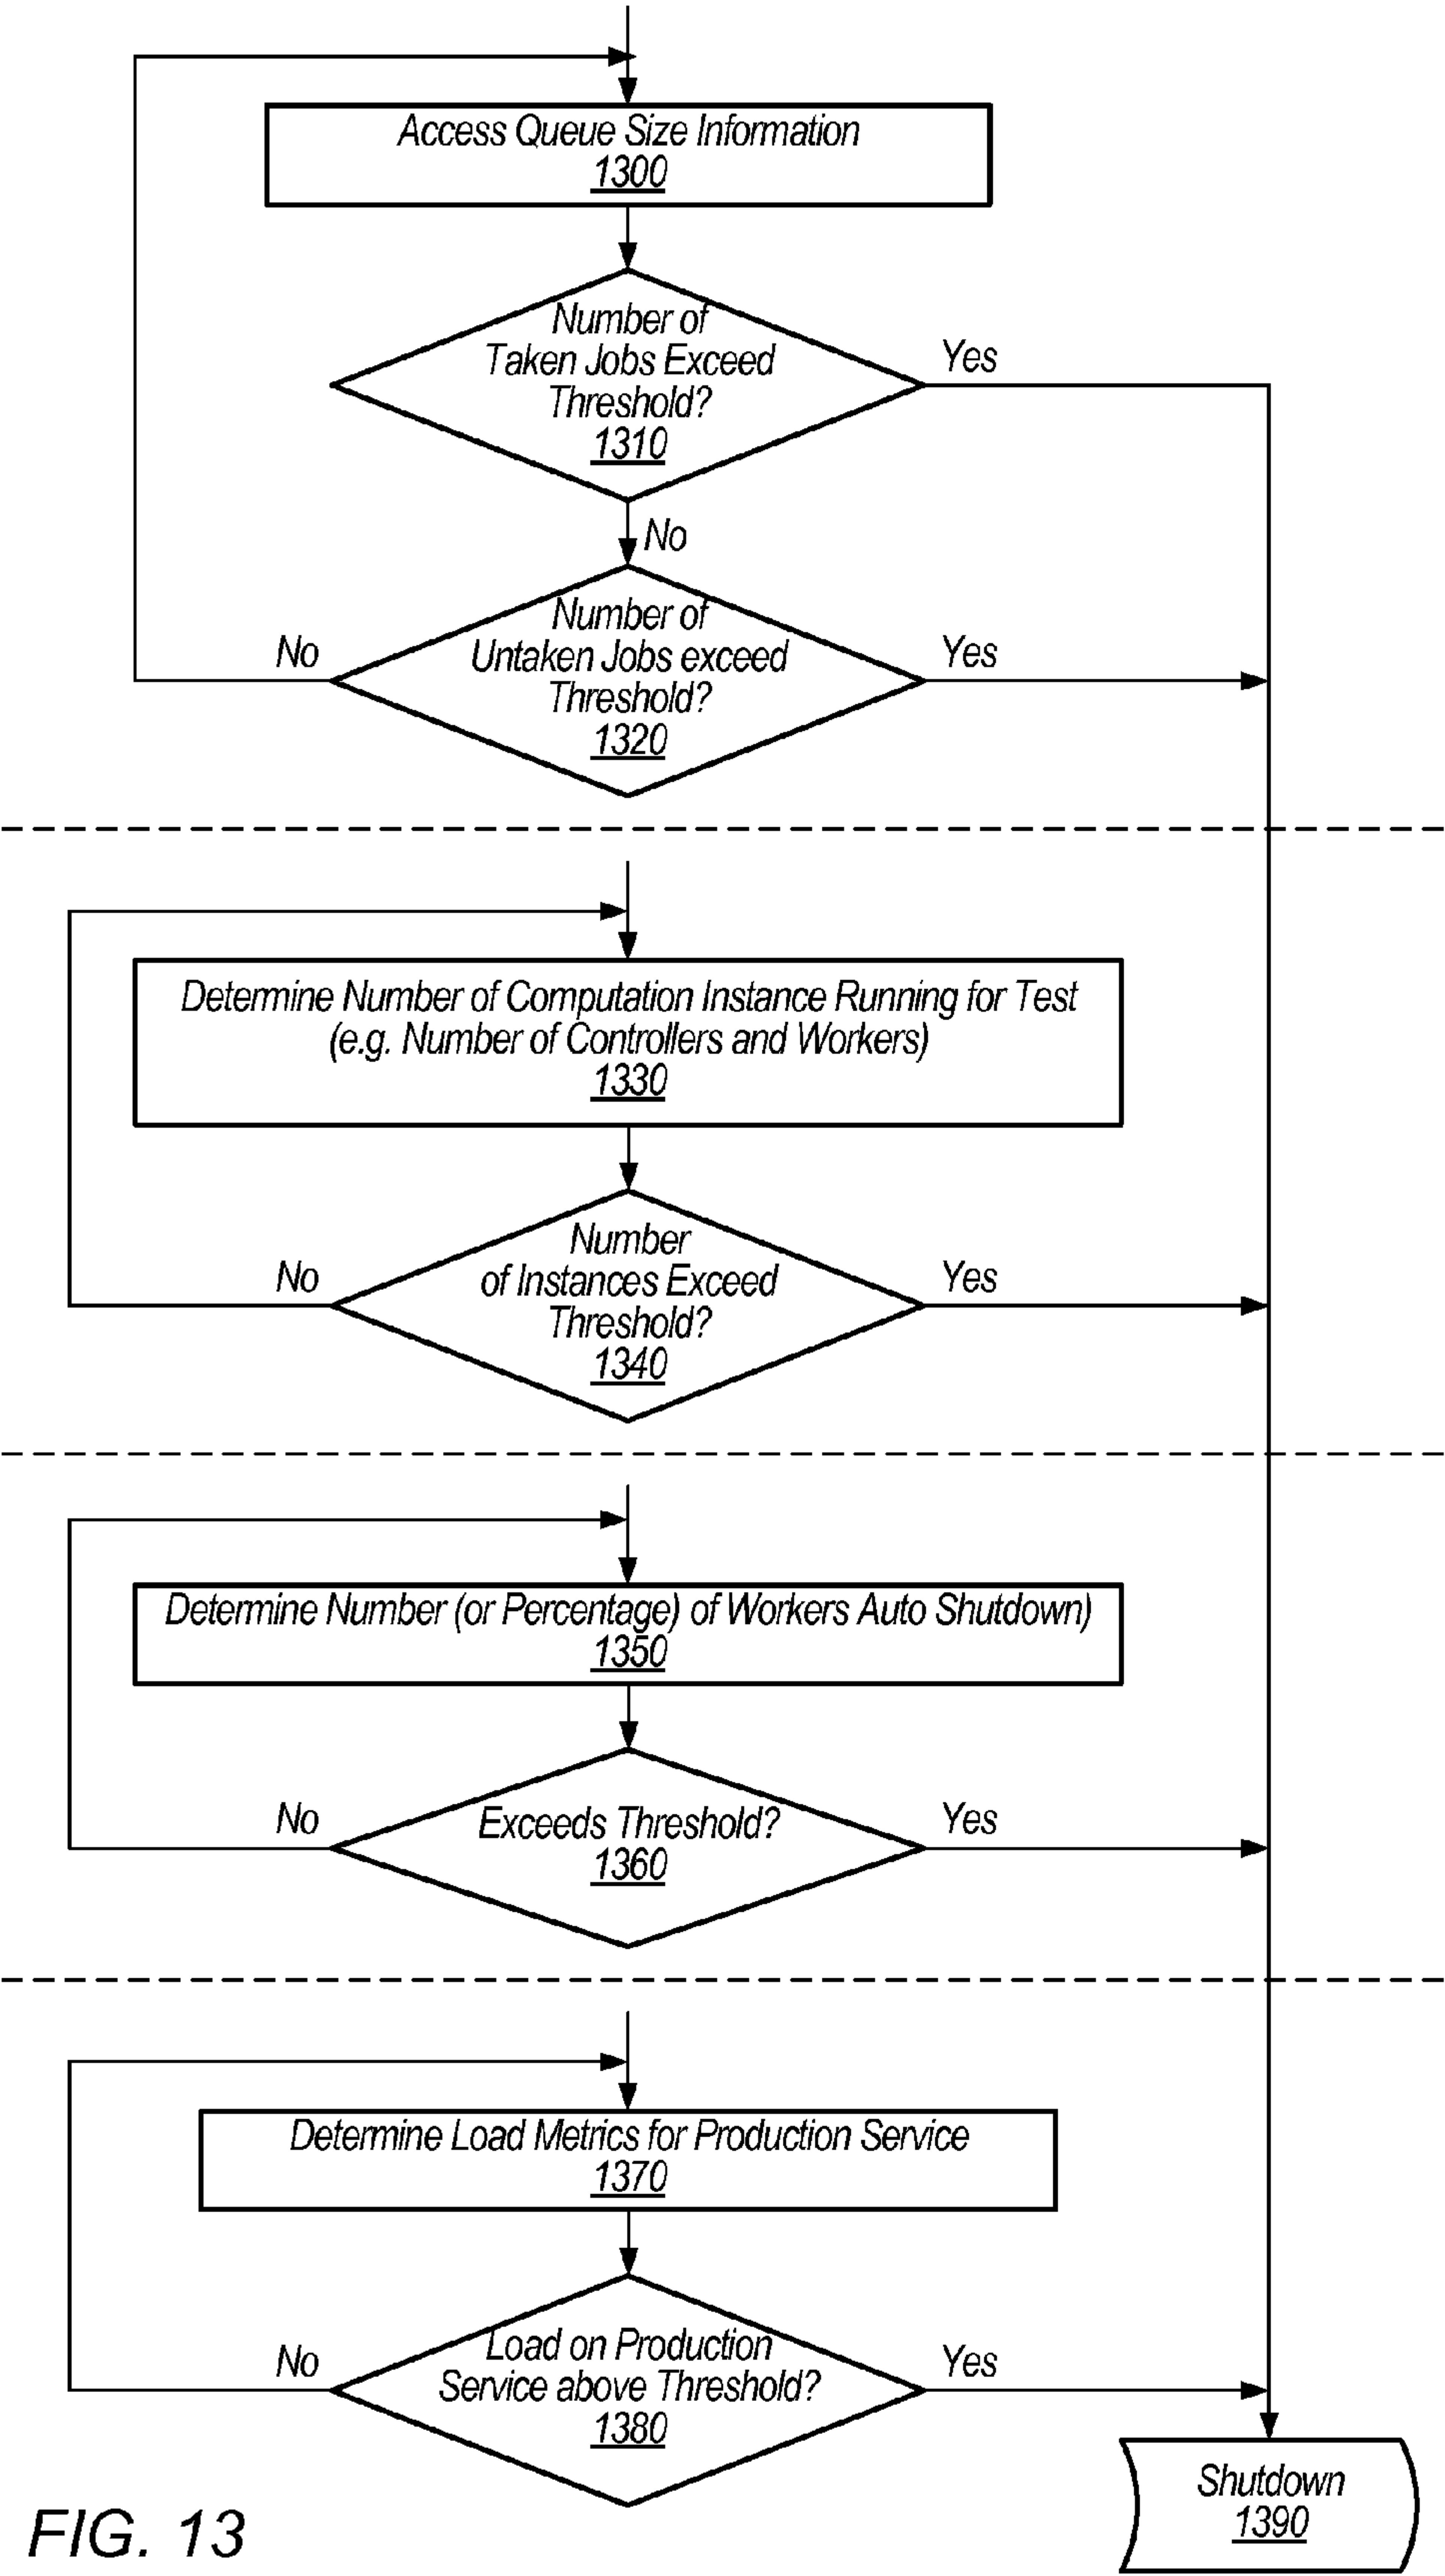 Access Queue Size Information
1300
Number of
Taken Jobs Exceed
Threshold?
1310
Yes
No
Number of
Untaken Jobs exceed
Threshold?
1320
No
Yes
Determine Number of Computation Instance Running for Test
(e.g. Number of Controllers and Workers)
1330
Number
of Instances Exceed
Threshold?
1340
No
Yes
Determine Number (or Percentage) of Workers Auto Shutdown)
1350
Exceeds Threshold?
1360
No
Yes
Determine Load Metrics for Production Service
1370
Load on Production
Service above Threshold?
1380
No
Yes
Shutdown
1390
FIG. 13